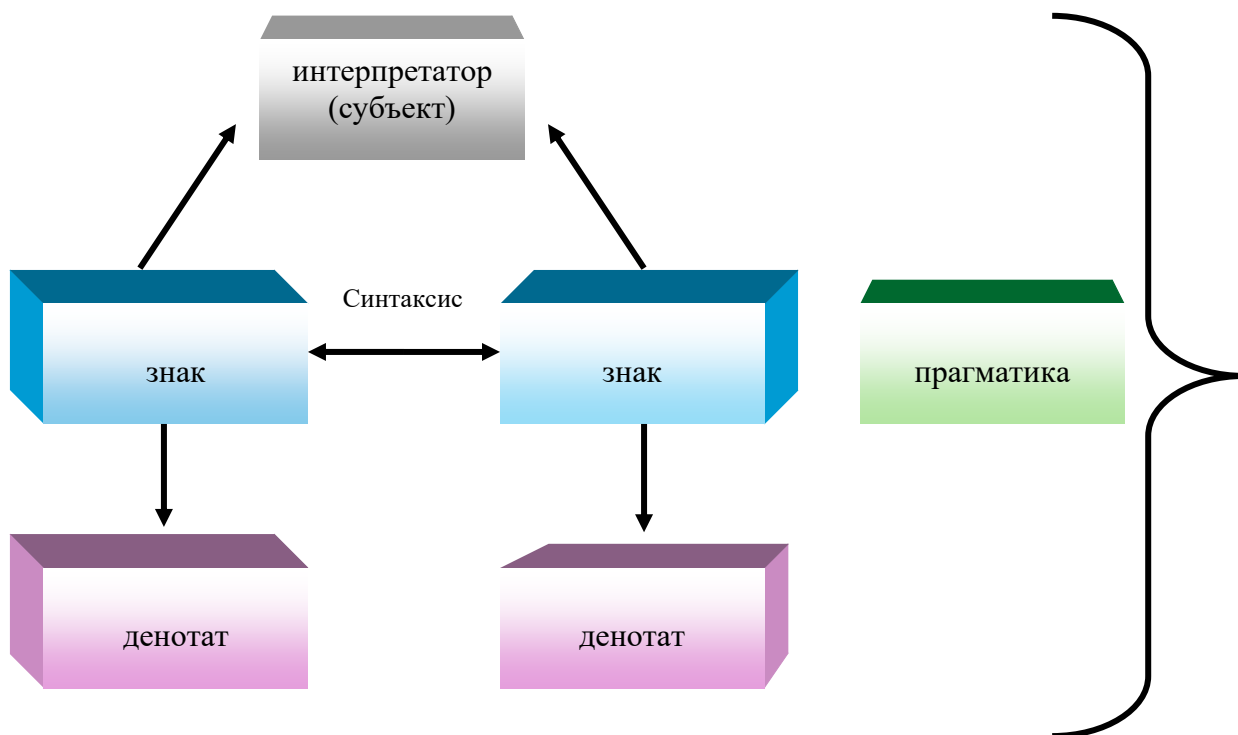 интерпретатор
(субъект)
Синтаксис
знак
знак
прагматика
денотат
денотат